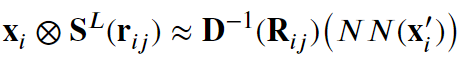 𝐱ᵢ ⊗ 𝐒ᴸ(𝐫ᵢⱼ) ≈ 𝐃⁻¹(𝐑ᵢⱼ)(NN(𝐱′ᵢ))